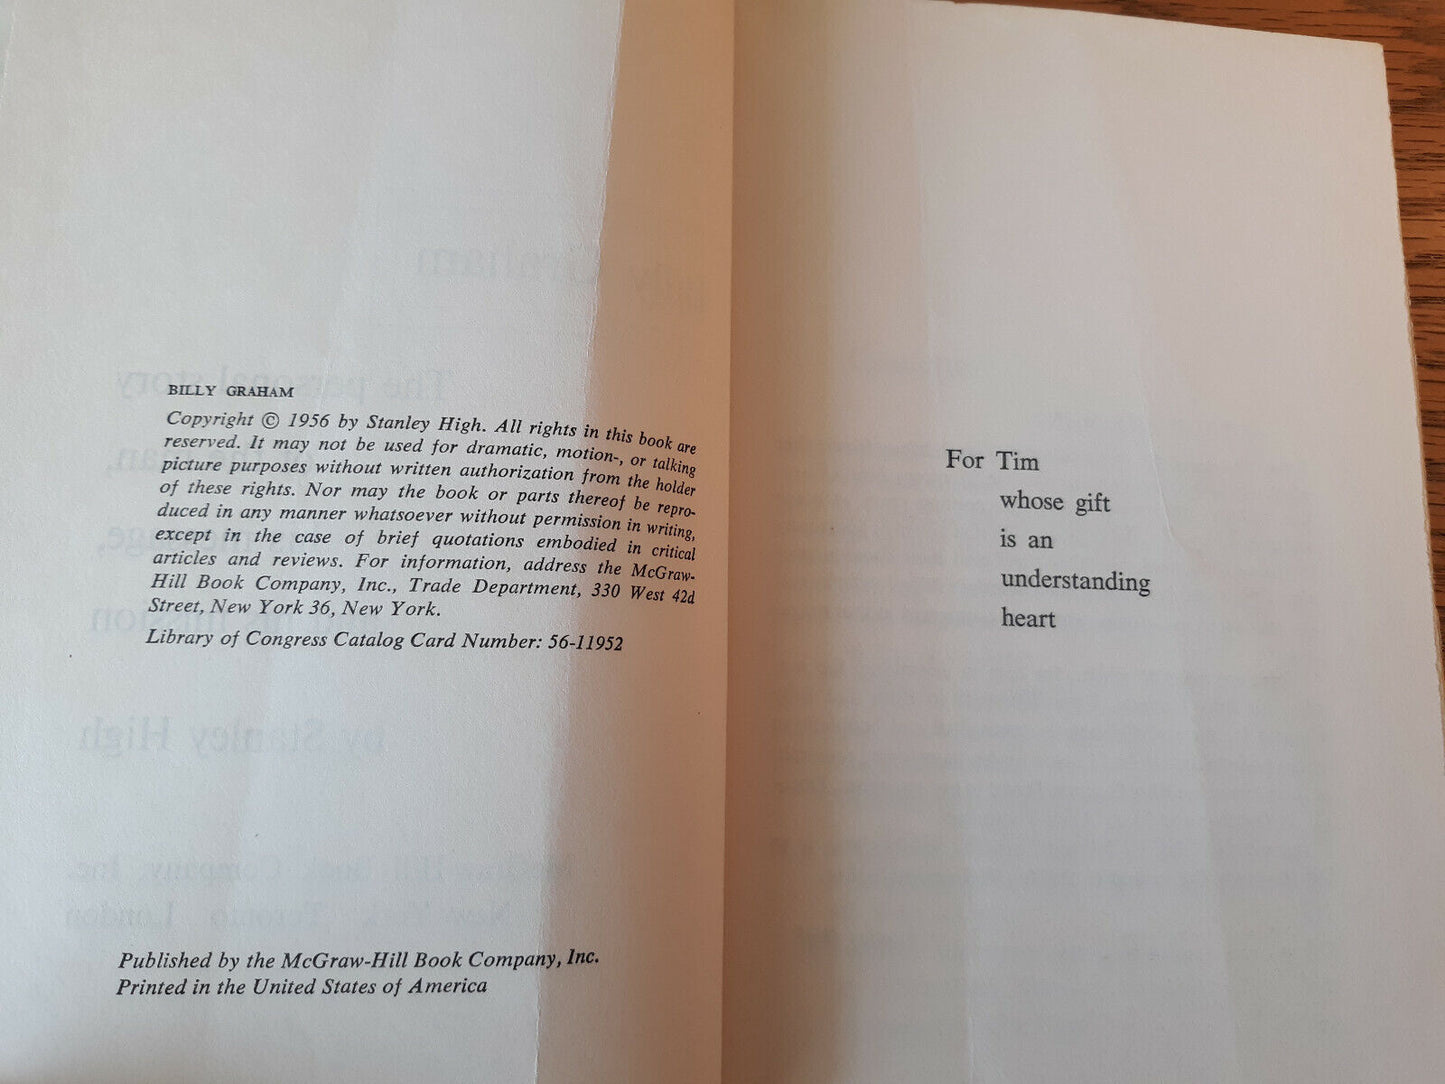 BILLY GRAHAM
Copyright © 1956 by Stanley High. All rights in this book are
reserved. It may not be used for dramatic, motion-, or talking
picture purposes without written authorization from the holder
of these rights. Nor may the book or parts thereof be repro-
duced in any manner whatsoever without permission in writing,
except in the case of brief quotations embodied in critical
articles and reviews. For information, address the McGraw-
Hill Book Company, Inc., Trade Department, 330 West 42d
Street, New York 36, New York.
Library of Congress Catalog Card Number: 56-11952
Published by the McGraw-Hill Book Company, Inc.
Printed in the United States of America
For Tim
whose gift
is an
understanding
heart